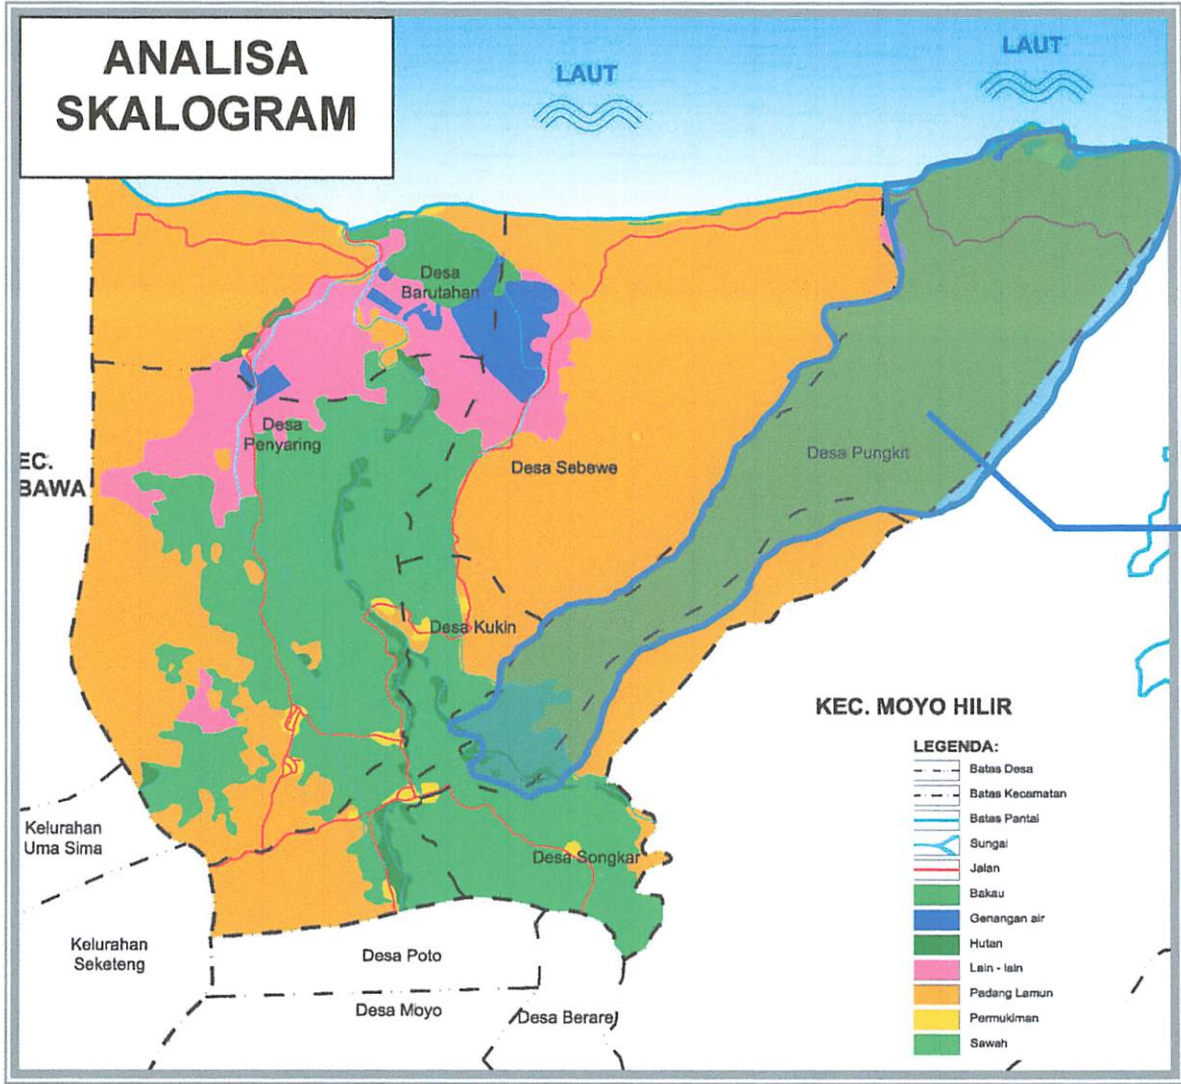 ANALISA
SKALOGRAM
LAUT
LAUT
Desa
Barutahan
Desa
Penyaring
EC.
BAWA
Desa Sebewe
Desa Pungkit
Desa Kukin
KEC. MOYO HILIR
LEGENDA:
Batas Desa
Batas Kecamatan
Batas Pantai
Sungai
Jalan
Bakau
Genangan air
Hutan
Lain - lain
Padang Lamun
Permukiman
Sawah
Kelurahan
Uma Sima
Desa Songkar
Kelurahan
Seketeng
Desa Poto
Desa Moyo
Desa Berare